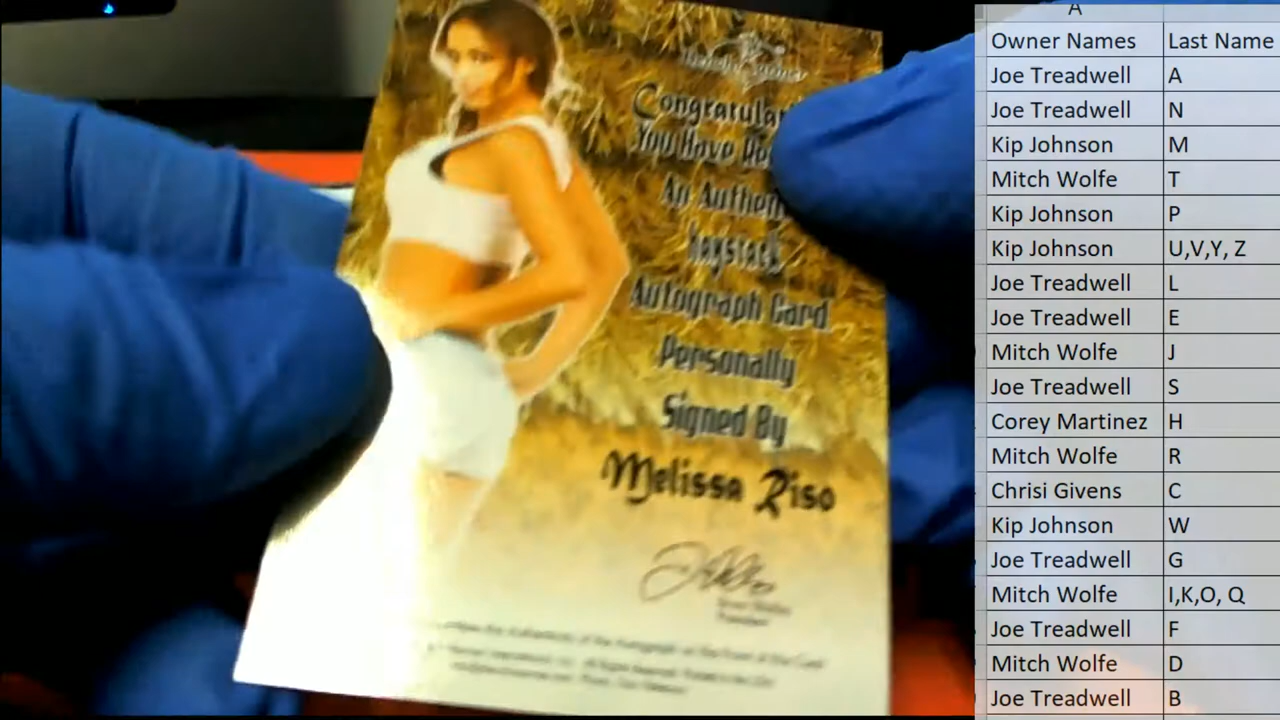 Congratula
You Have Re
An Authen
haystack
Autograph Card
Personally
Signed By
Melissa Riso
A
Owner Names Last Name
Joe Treadwell A
Joe Treadwell N
Kip Johnson M
Mitch Wolfe T
Kip Johnson P
Kip Johnson U,V,Y, Z
Joe Treadwell L
Joe Treadwell E
Mitch Wolfe J
Joe Treadwell S
Corey Martinez H
Mitch Wolfe R
Chrisi Givens C
Kip Johnson W
Joe Treadwell G
Mitch Wolfe I,K,O, Q
Joe Treadwell F
Mitch Wolfe D
Joe Treadwell B